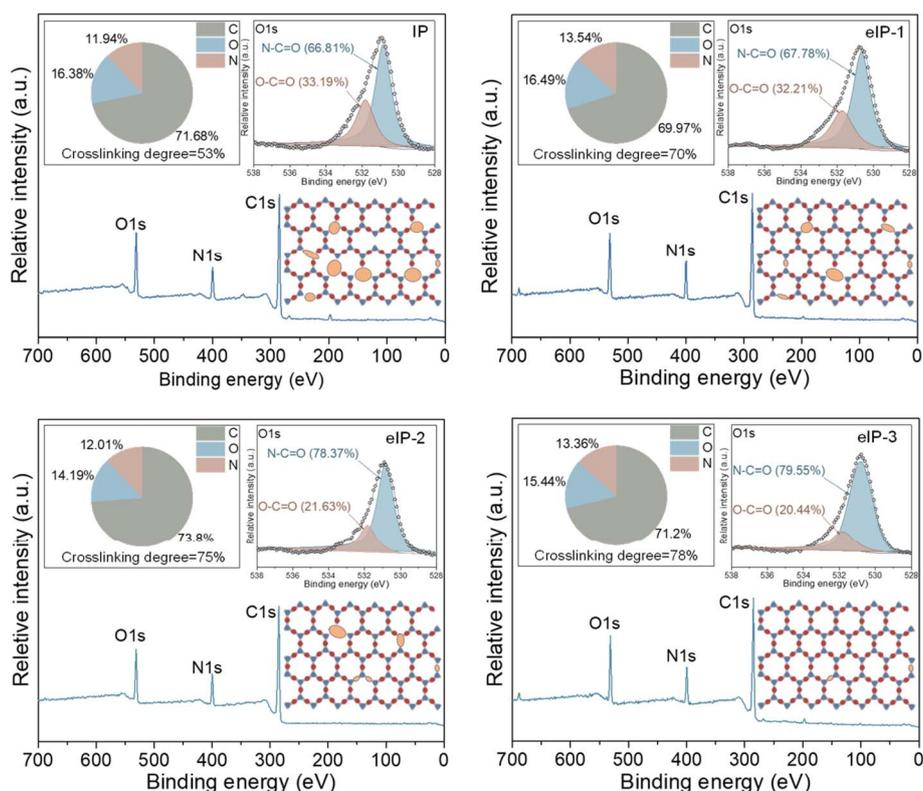 Relative intensity (a.u.)
11.94%
16.38%
71.68%
C
O
N
Crosslinking degree=53%
O1s
IP
N-C=O (66.81%)
O-C=O (33.19%)
Relative intensity (a.u.)
538 536 534 532 530 528
Binding energy (eV)
O1s
N1s
C1s
700 600 500 400 300 200 100 0
Binding energy (eV)
Relative intensity (a.u.)
13.54%
16.49%
69.97%
C
O
N
Crosslinking degree=70%
O1s
eIP-1
N-C=O (67.78%)
O-C=O (32.21%)
Relative intensity (a.u.)
538 536 534 532 530 528
Binding energy (eV)
O1s
N1s
C1s
700 600 500 400 300 200 100 0
Binding energy (eV)
Reletive intensity (a.u.)
12.01%
14.19%
73.8%
C
O
N
Crosslinking degree=75%
O1s
eIP-2
N-C=O (78.37%)
O-C=O (21.63%)
Relative intensity (a.u.)
538 536 534 532 530 528
Binding energy (eV)
O1s
N1s
C1s
700 600 500 400 300 200 100 0
Binding energy (eV)
Reletive intensity (a.u.)
13.36%
15.44%
71.2%
C
O
N
Crosslinking degree=78%
O1s
eIP-3
N-C=O (79.55%)
O-C=O (20.44%)
Relative intensity (a.u.)
538 536 534 532 530 528
Binding energy (eV)
O1s
N1s
C1s
700 600 500 400 300 200 100 0
Binding energy (eV)